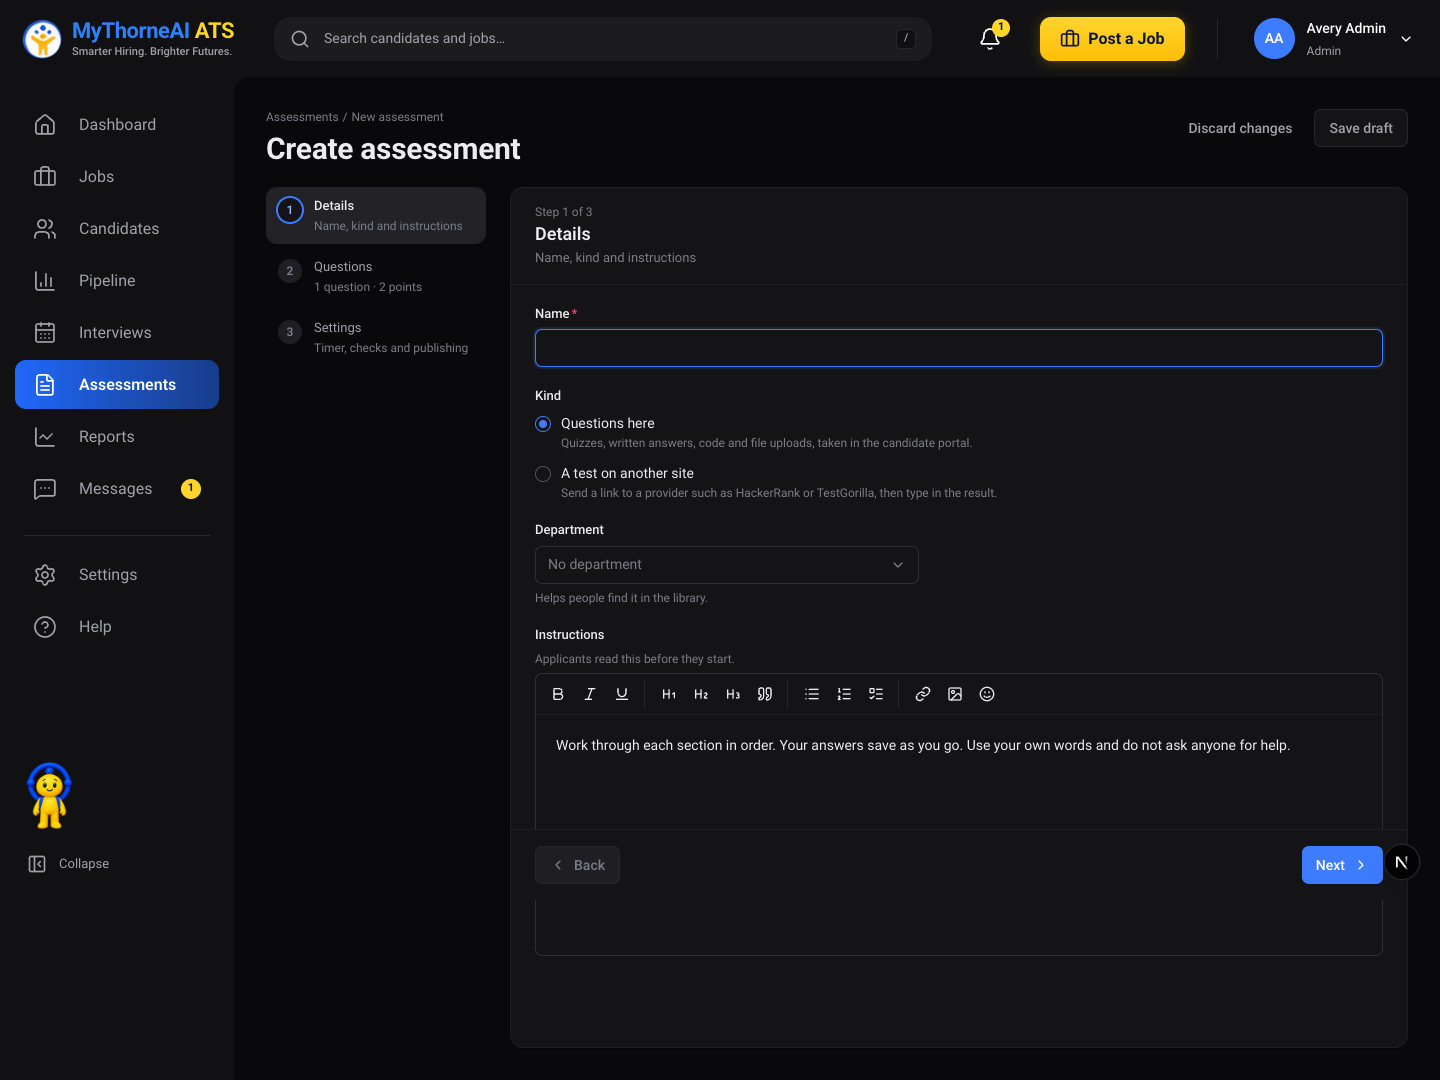 MyThorneAI ATS
Smarter Hiring. Brighter Futures.
Search candidates and jobs...
/
1
Post a Job
AA
Avery Admin
Admin
Dashboard
Jobs
Candidates
Pipeline
Interviews
Assessments
Reports
Messages
1
Settings
Help
Collapse
Assessments / New assessment
Create assessment
Discard changes
Save draft
1
Details
Name, kind and instructions
2
Questions
1 question · 2 points
3
Settings
Timer, checks and publishing
Step 1 of 3
Details
Name, kind and instructions
Name*
Kind
Questions here
Quizzes, written answers, code and file uploads, taken in the candidate portal.
A test on another site
Send a link to a provider such as HackerRank or TestGorilla, then type in the result.
Department
No department
Helps people find it in the library.
Instructions
Applicants read this before they start.
B I U H1 H2 H3
Work through each section in order. Your answers save as you go. Use your own words and do not ask anyone for help.
Back
Next
N